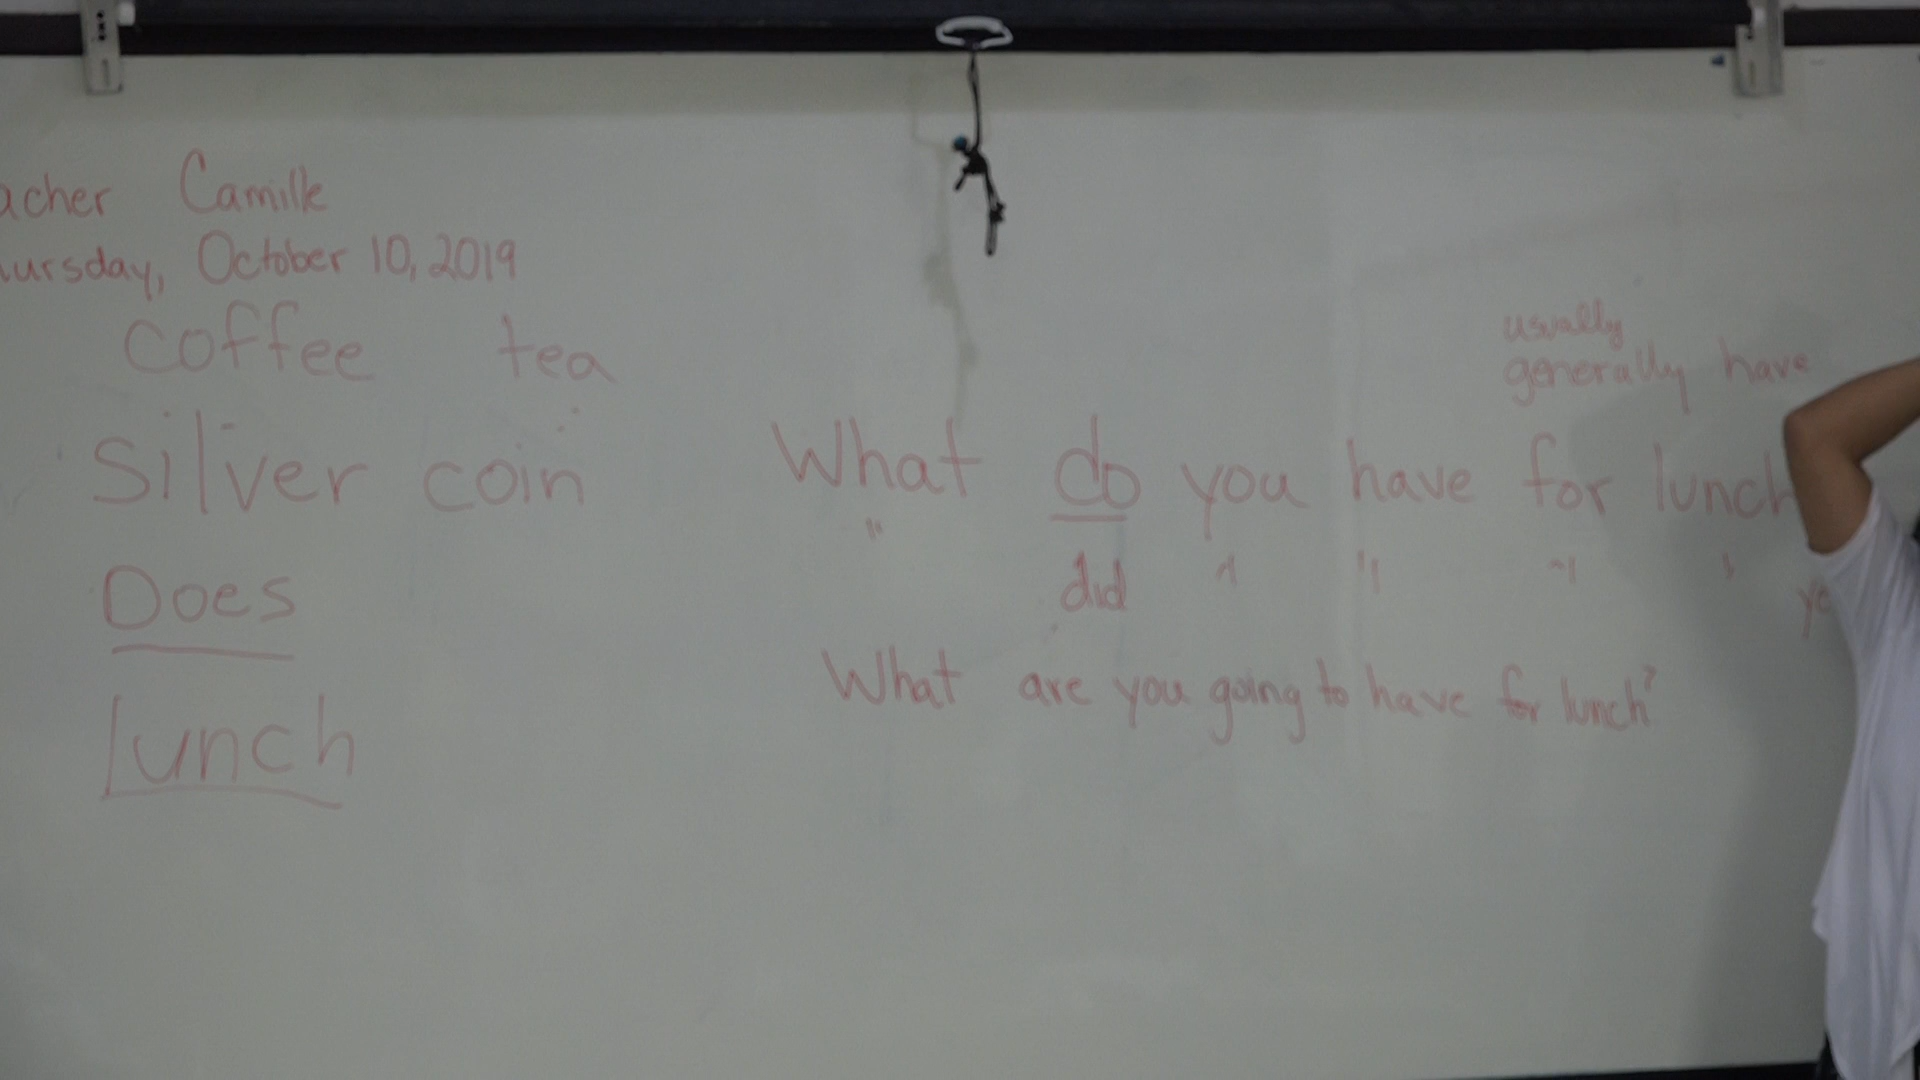 acher Camille
ursday, October 10, 2019
coffee tea
Silver coin
Does
lunch
usually
generally have
What do you have for lunch
" did " " " "
What are you going to have for lunch?